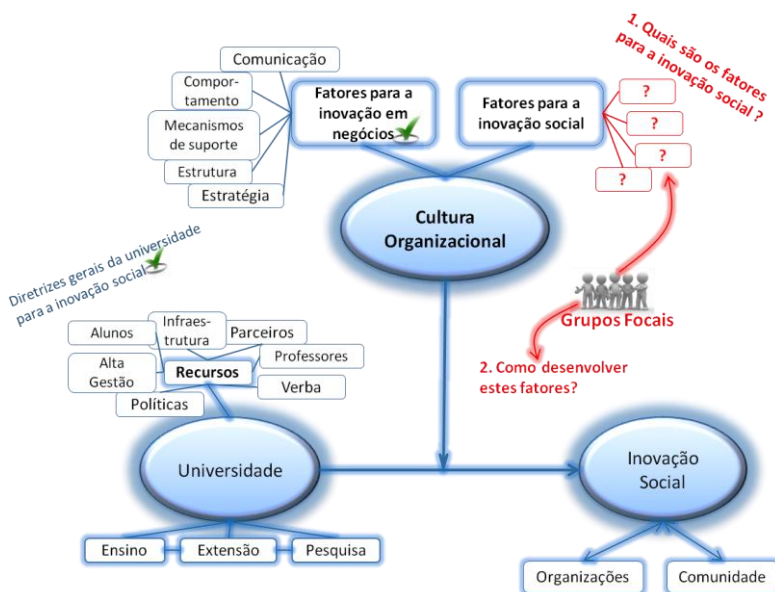 1. Quais são os fatores
para a inovação social ?
Comunicação
Compor-
tamento
Mecanismos
de suporte
Estrutura
Estratégia
Fatores para a
inovação em
negócios
Fatores para a
inovação social
?
?
?
?
Cultura
Organizacional
Diretrizes gerais da universidade
para a inovação social
Grupos Focais
2. Como desenvolver
estes fatores?
Alunos
Infraes-
trutura
Parceiros
Professores
Alta
Gestão
Recursos
Verba
Políticas
Universidade
Inovação
Social
Ensino
Extensão
Pesquisa
Organizações
Comunidade